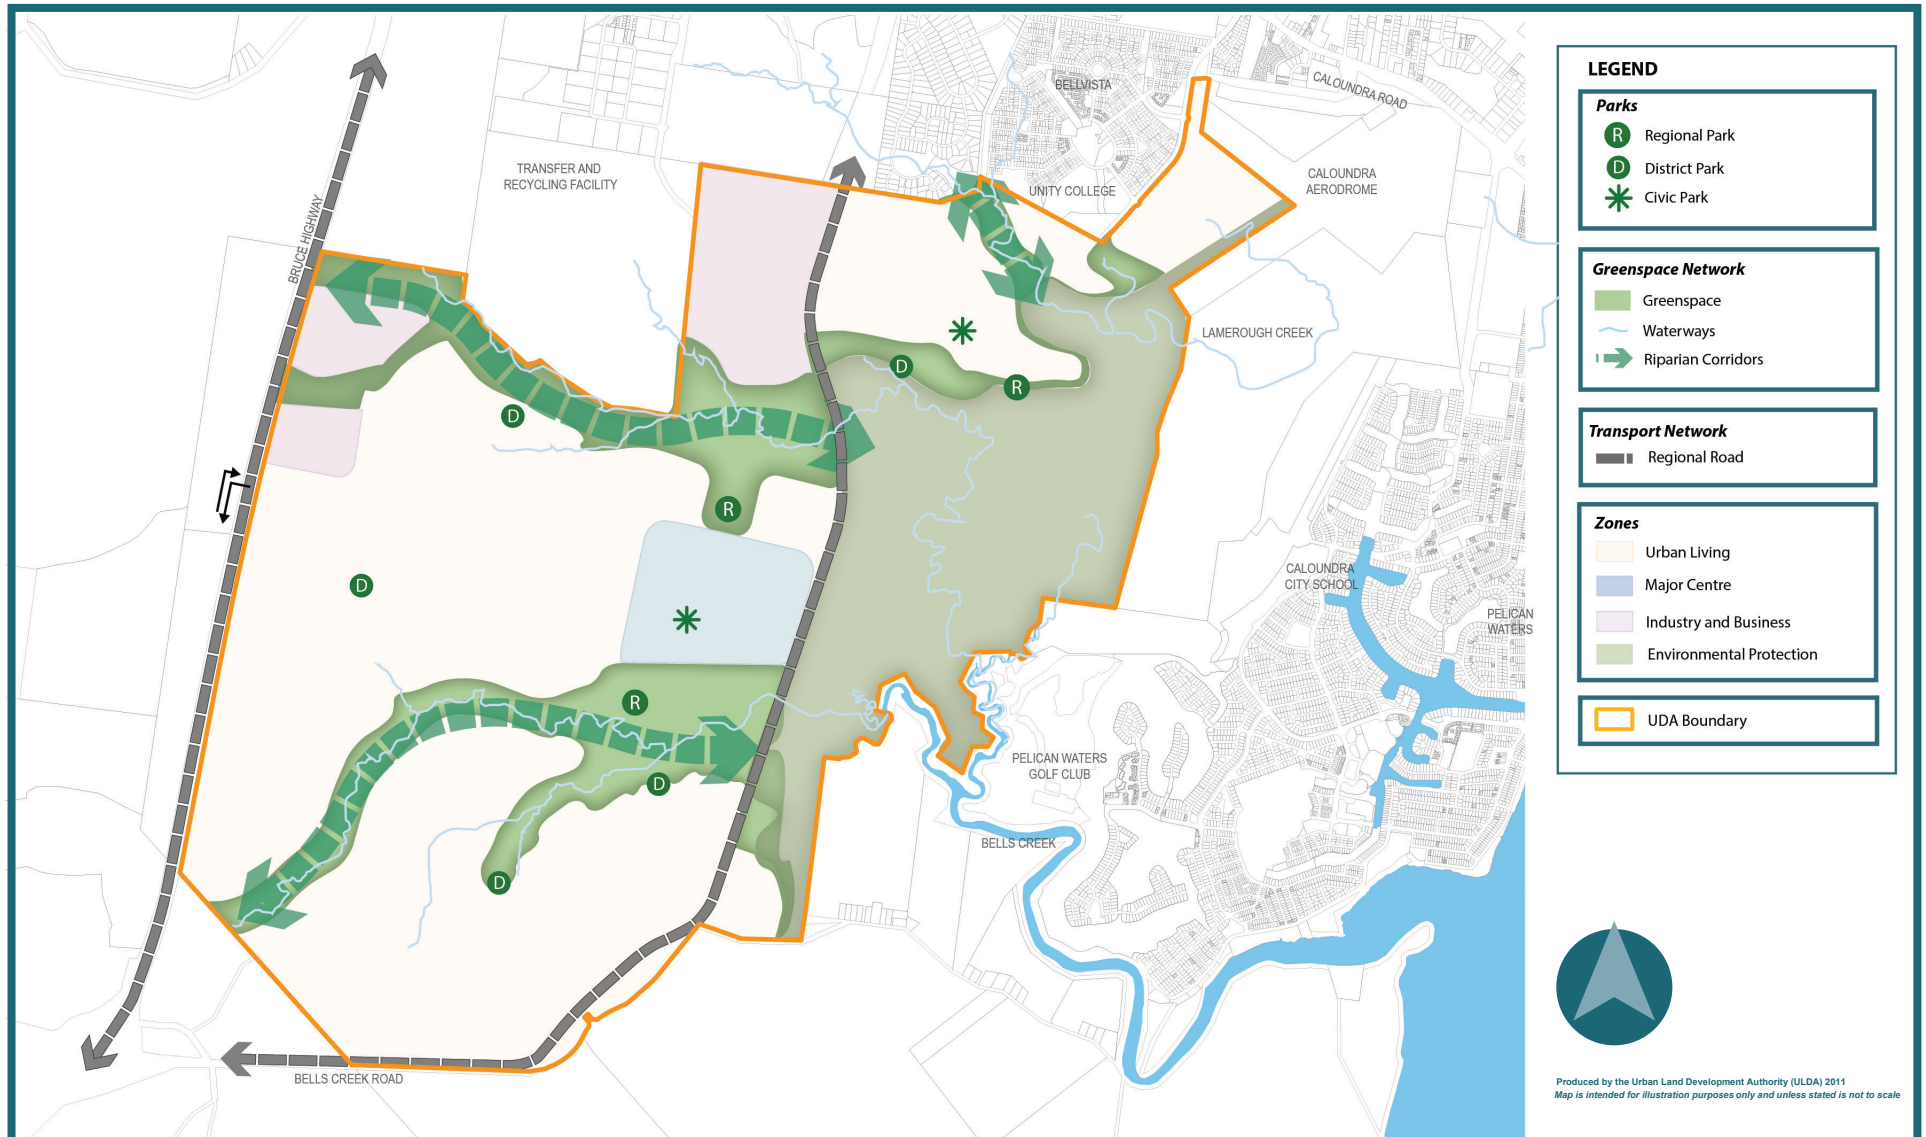 BELLVISTA
CALOUNDRA ROAD
TRANSFER AND
RECYCLING FACILITY
UNITY COLLEGE
CALOUNDRA
AERODROME
BRUCE HIGHWAY
LAMEROUGH CREEK
D
R
D
R
D
CALOUNDRA
CITY SCHOOL
PELICAN
WATERS
R
D
D
PELICAN WATERS
GOLF CLUB
BELLS CREEK
BELLS CREEK ROAD
LEGEND
Parks
R Regional Park
D District Park
Civic Park
Greenspace Network
Greenspace
Waterways
Riparian Corridors
Transport Network
Regional Road
Zones
Urban Living
Major Centre
Industry and Business
Environmental Protection
UDA Boundary
Produced by the Urban Land Development Authority (ULDA) 2011
Map is intended for illustration purposes only and unless stated is not to scale